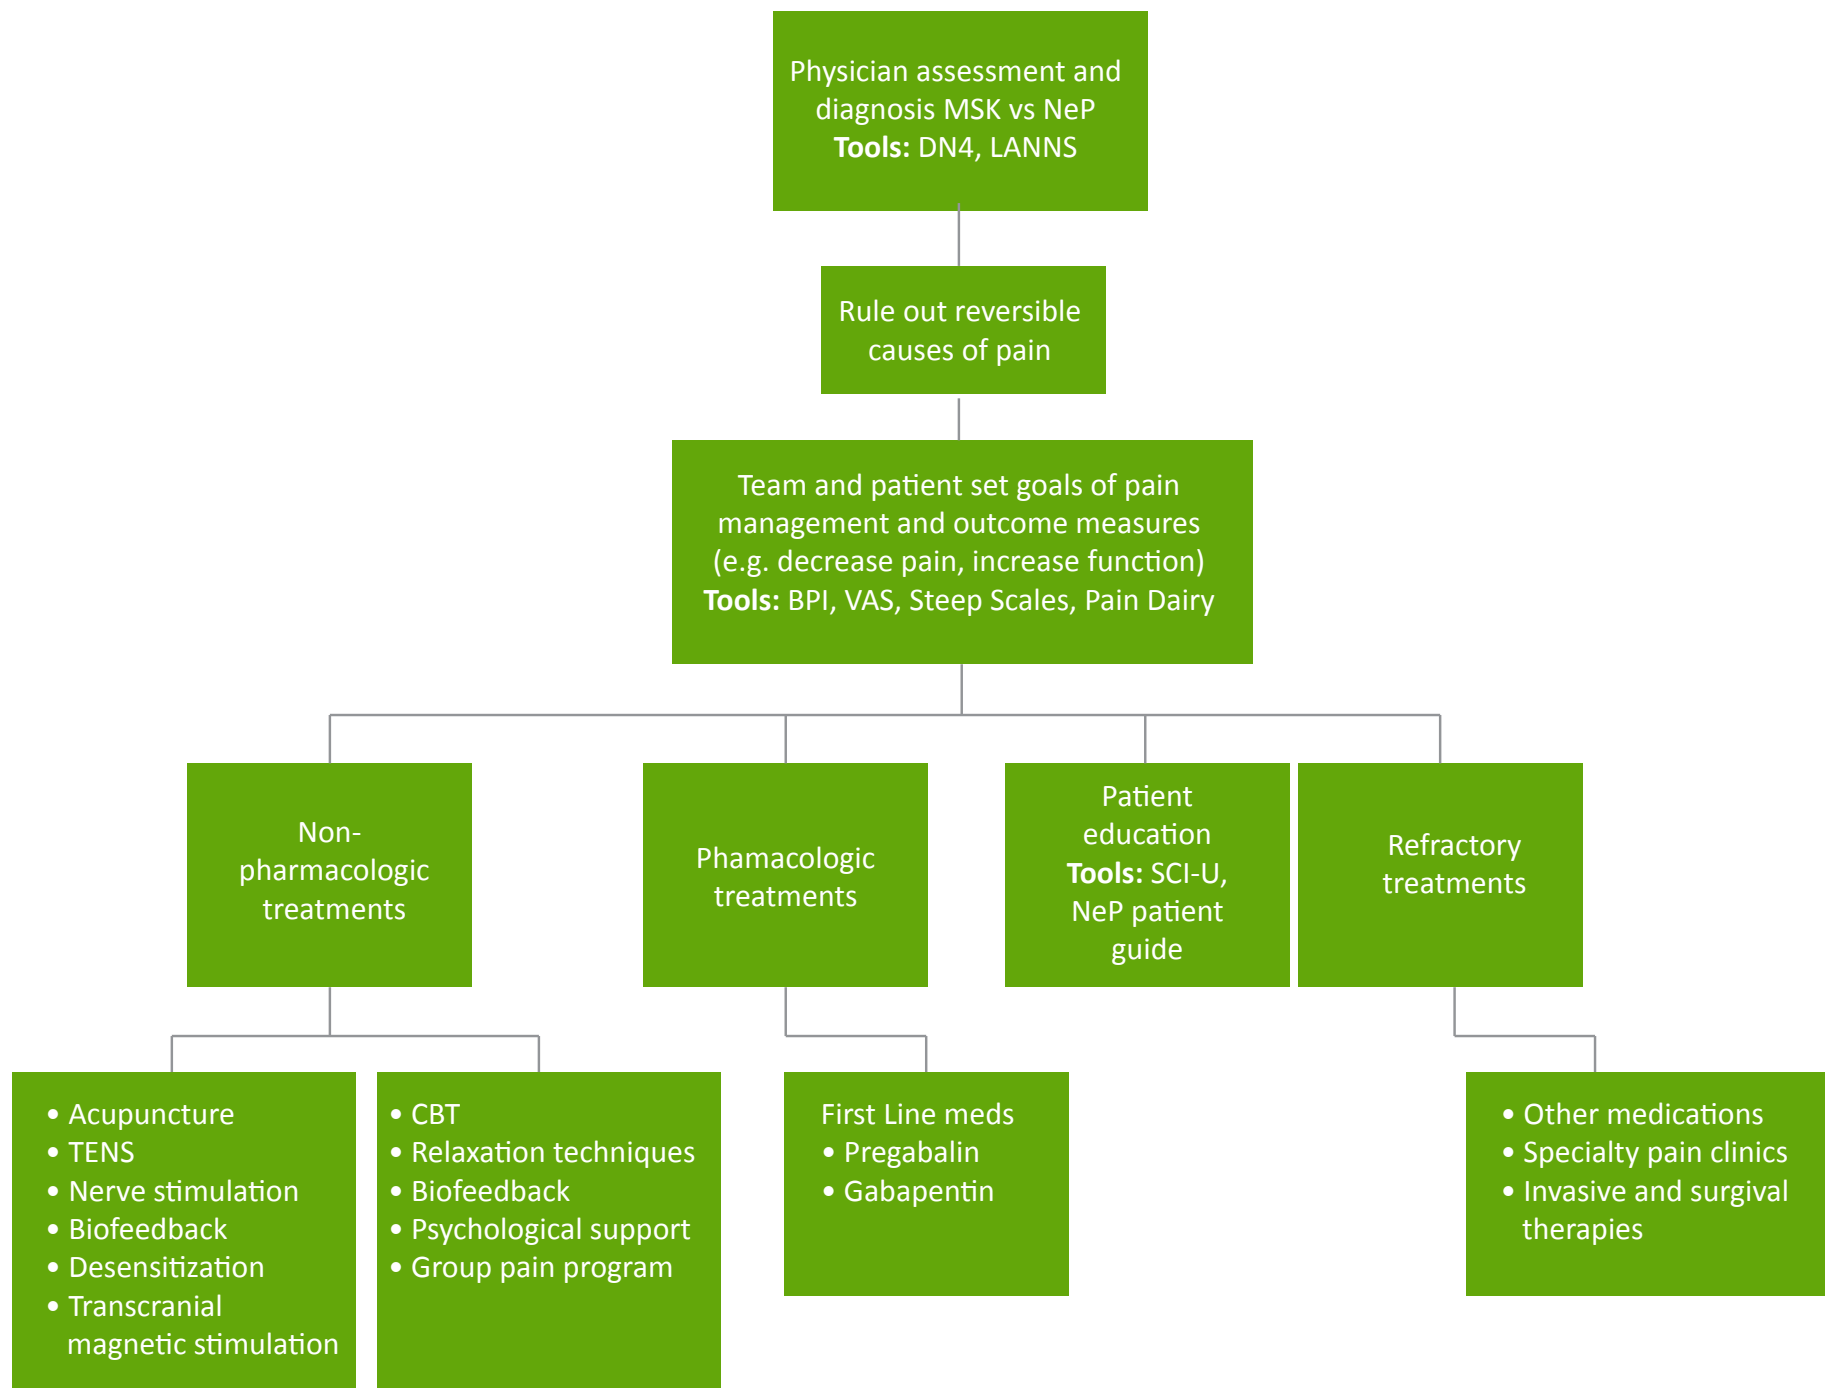 Physician assessment and
diagnosis MSK vs NeP
Tools: DN4, LANNS
Rule out reversible
causes of pain
Team and patient set goals of pain
management and outcome measures
(e.g. decrease pain, increase function)
Tools: BPI, VAS, Steep Scales, Pain Dairy
Non-
pharmacologic
treatments
Phamacologic
treatments
Patient
education
Tools: SCI-U,
NeP patient
guide
Refractory
treatments
• Acupuncture
• TENS
• Nerve stimulation
• Biofeedback
• Desensitization
• Transcranial
magnetic stimulation
• CBT
• Relaxation techniques
• Biofeedback
• Psychological support
• Group pain program
First Line meds
• Pregabalin
• Gabapentin
• Other medications
• Specialty pain clinics
• Invasive and surgival
therapies